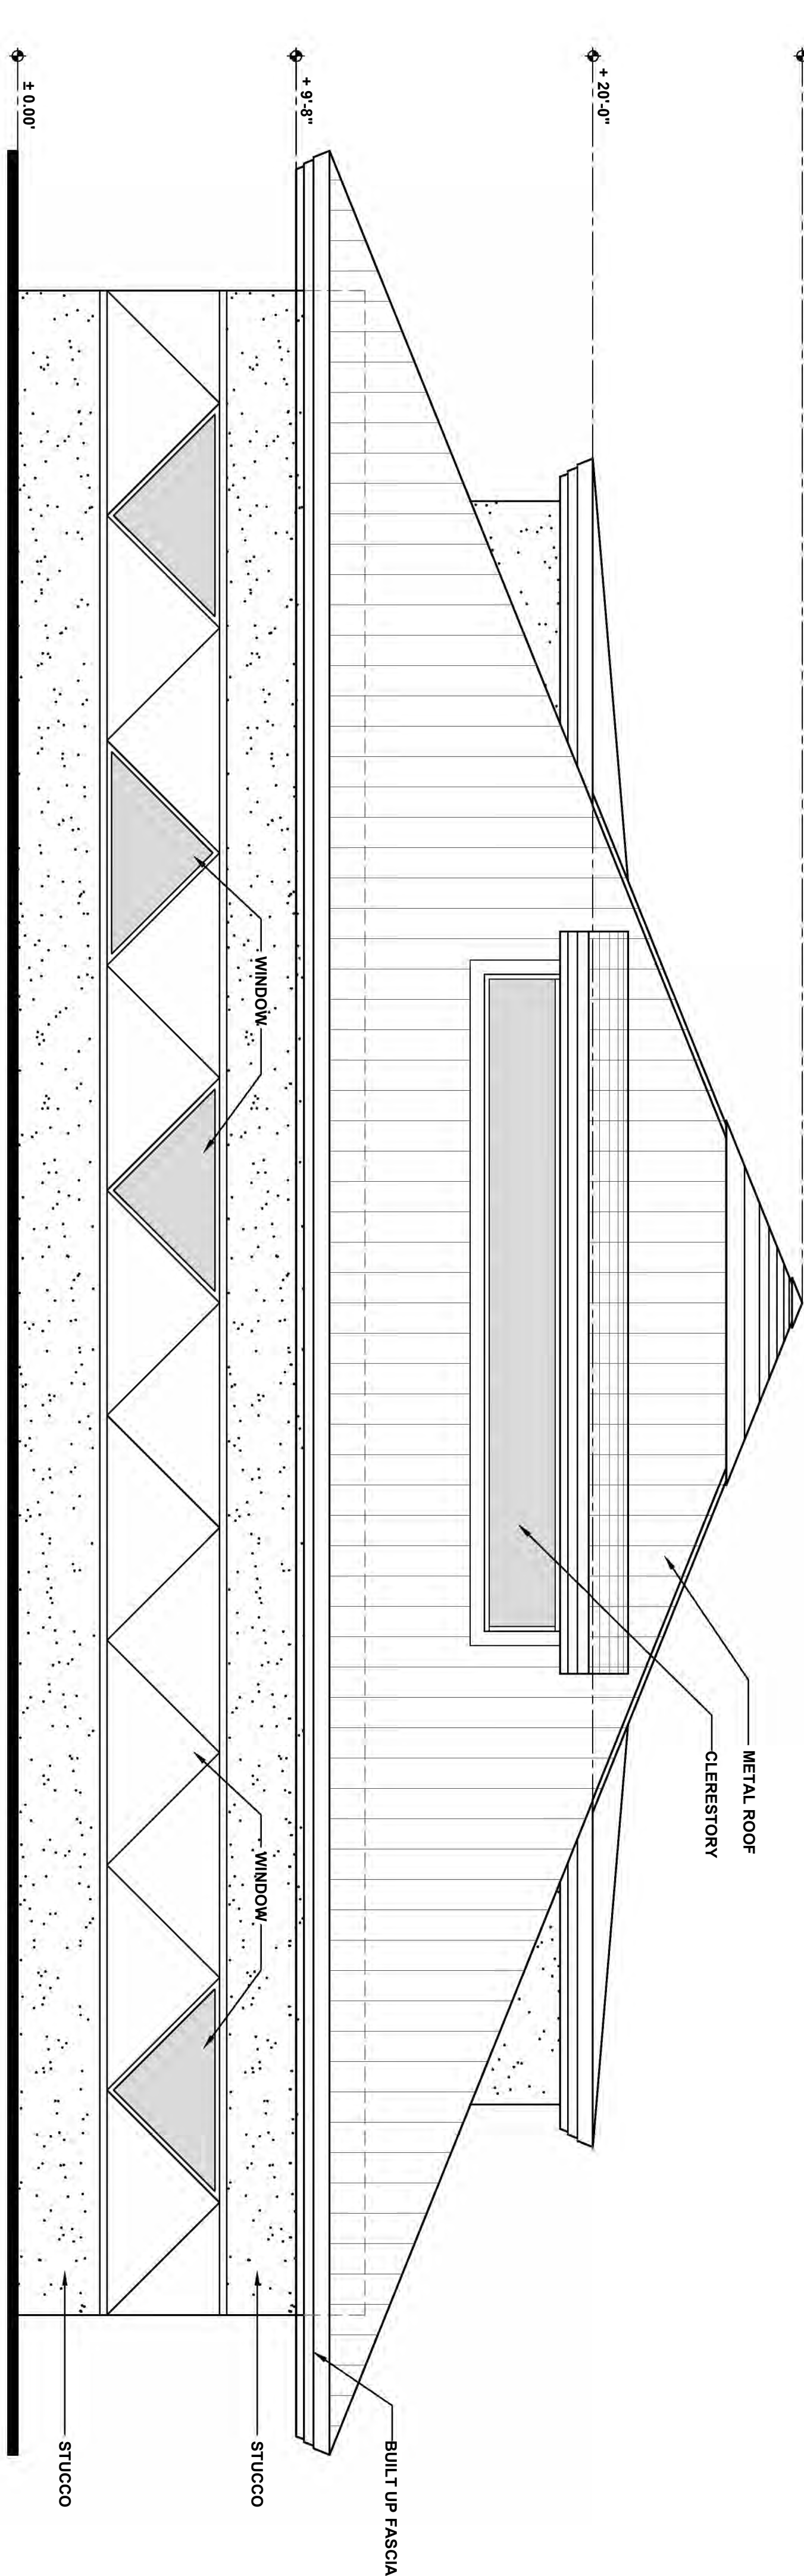 + 20'-0"
+ 9'-8"
± 0.00'
METAL ROOF
CLERESTORY
BUILT UP FASCIA
WINDOW
WINDOW
STUCCO
STUCCO